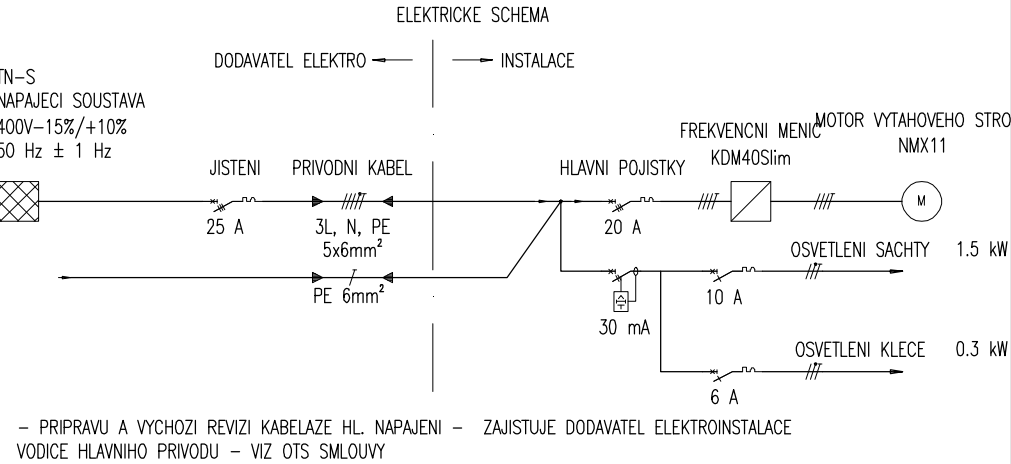 ELEKTRICKE SCHEMA
DODAVATEL ELEKTRO
INSTALACE
TN-S
NAPAJECI SOUSTAVA
400V-15%/+10%
50 Hz ± 1 Hz
JISTENI
PRIVODNI KABEL
HLAVNI POJISTKY
FREKVENCNI MENIC
KDM40Slim
MOTOR VYTAHOVEHO STRO
NMX11
M
25 A
3L, N, PE
5x6mm²
20 A
PE 6mm²
OSVETLENI SACHTY 1.5 kW
10 A
30 mA
OSVETLENI KLECE 0.3 kW
6 A
- PRIPRAVU A VYCHOZI REVIZI KABELAZE HL. NAPAJENI - ZAJISTUJE DODAVATEL ELEKTROINSTALACE
VODICE HLAVNIHO PRIVODU - VIZ OTS SMLOUVY